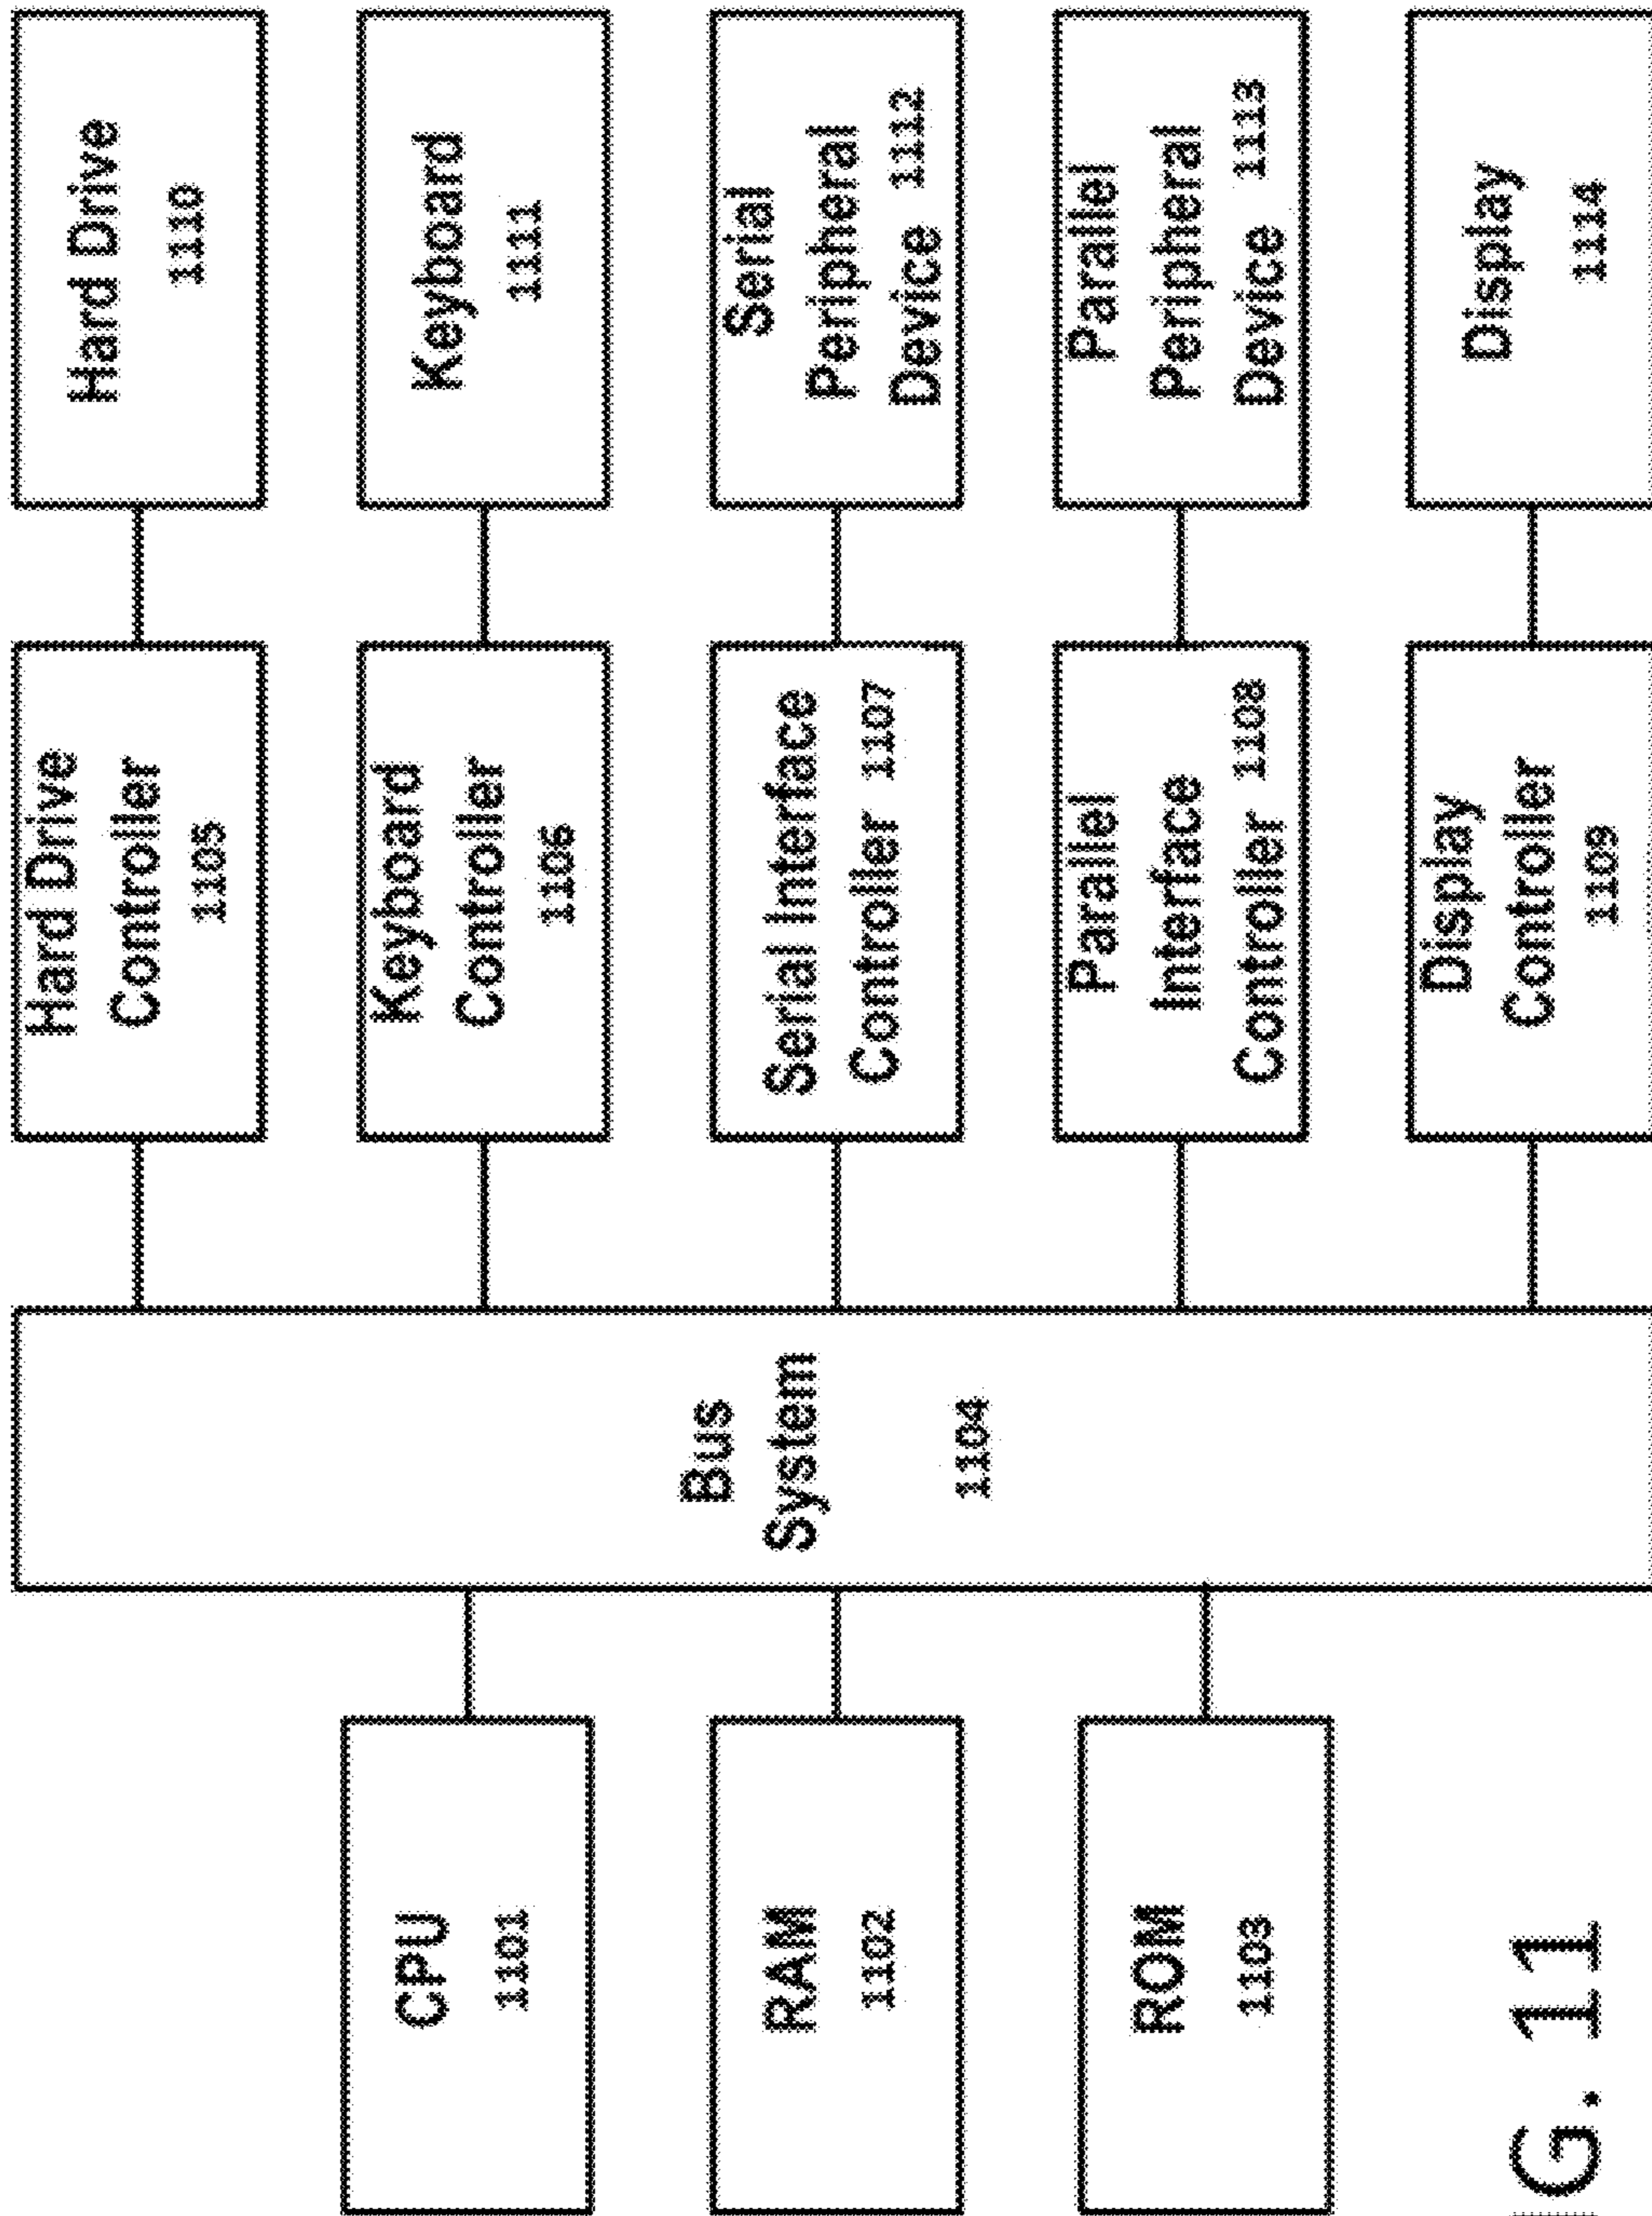 CPU
1101
RAM
1102
ROM
1103
Bus
System
1104
Hard Drive
Controller
1105
Keyboard
Controller
1106
Serial Interface
Controller 1107
Parallel
Interface
Controller 1108
Display
Controller
1109
Hard Drive
1110
Keyboard
1111
Serial
Peripheral
Device 1112
Parallel
Peripheral
Device 1113
Display
1114
G. 11